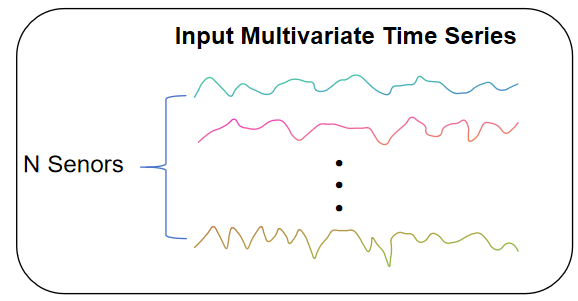 Input Multivariate Time Series
N Senors